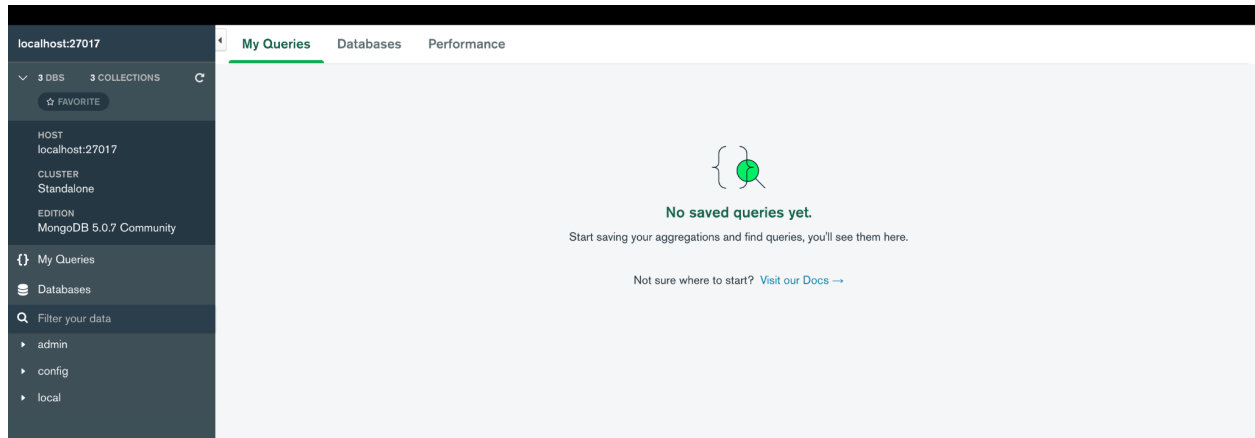 localhost:27017
My Queries Databases Performance
3 DBS 3 COLLECTIONS
FAVORITE
HOST
localhost:27017
CLUSTER
Standalone
EDITION
MongoDB 5.0.7 Community
{} My Queries
Databases
Filter your data
admin
config
local
No saved queries yet.
Start saving your aggregations and find queries, you'll see them here.
Not sure where to start? Visit our Docs →